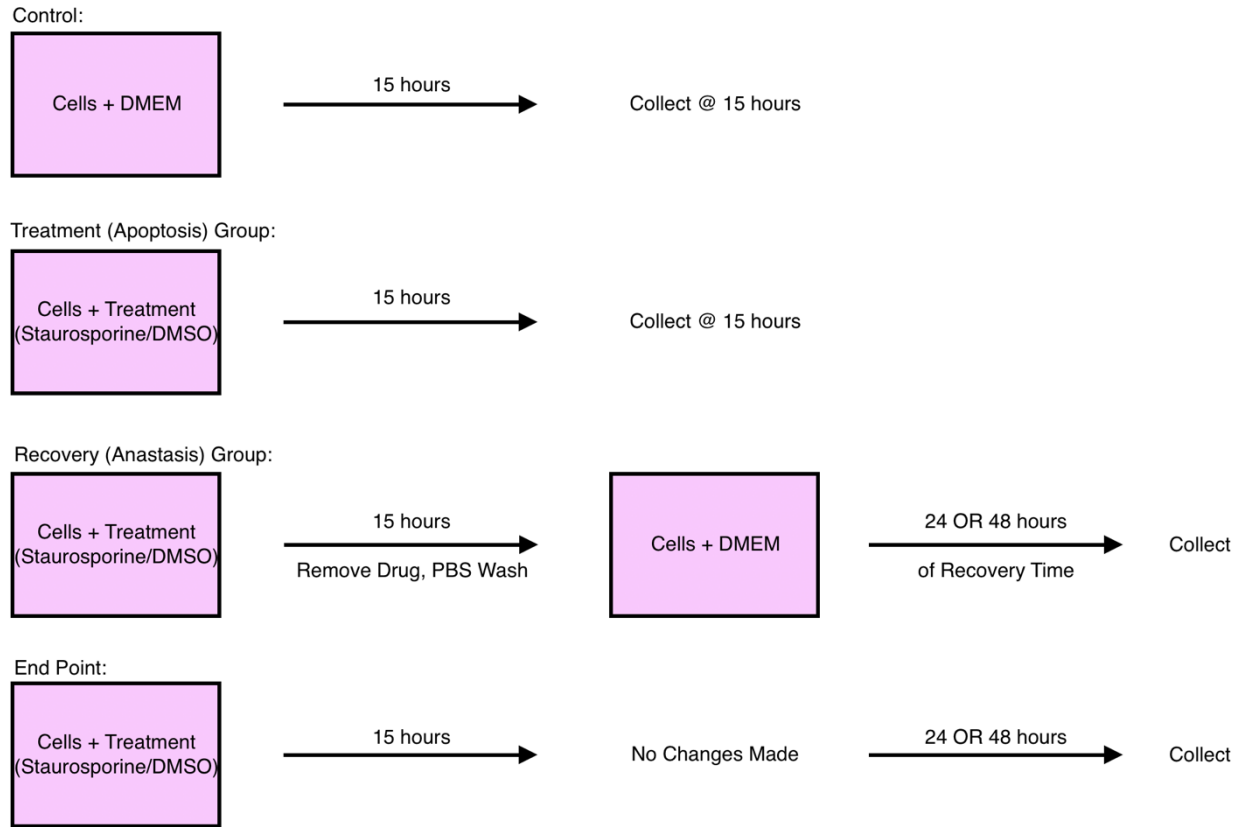 Control:
Cells + DMEM
15 hours
Collect @ 15 hours
Treatment (Apoptosis) Group:
Cells + Treatment
(Staurosporine/DMSO)
15 hours
Collect @ 15 hours
Recovery (Anastasis) Group:
Cells + Treatment
(Staurosporine/DMSO)
15 hours
Remove Drug, PBS Wash
Cells + DMEM
24 OR 48 hours
of Recovery Time
Collect
End Point:
Cells + Treatment
(Staurosporine/DMSO)
15 hours
No Changes Made
24 OR 48 hours
Collect